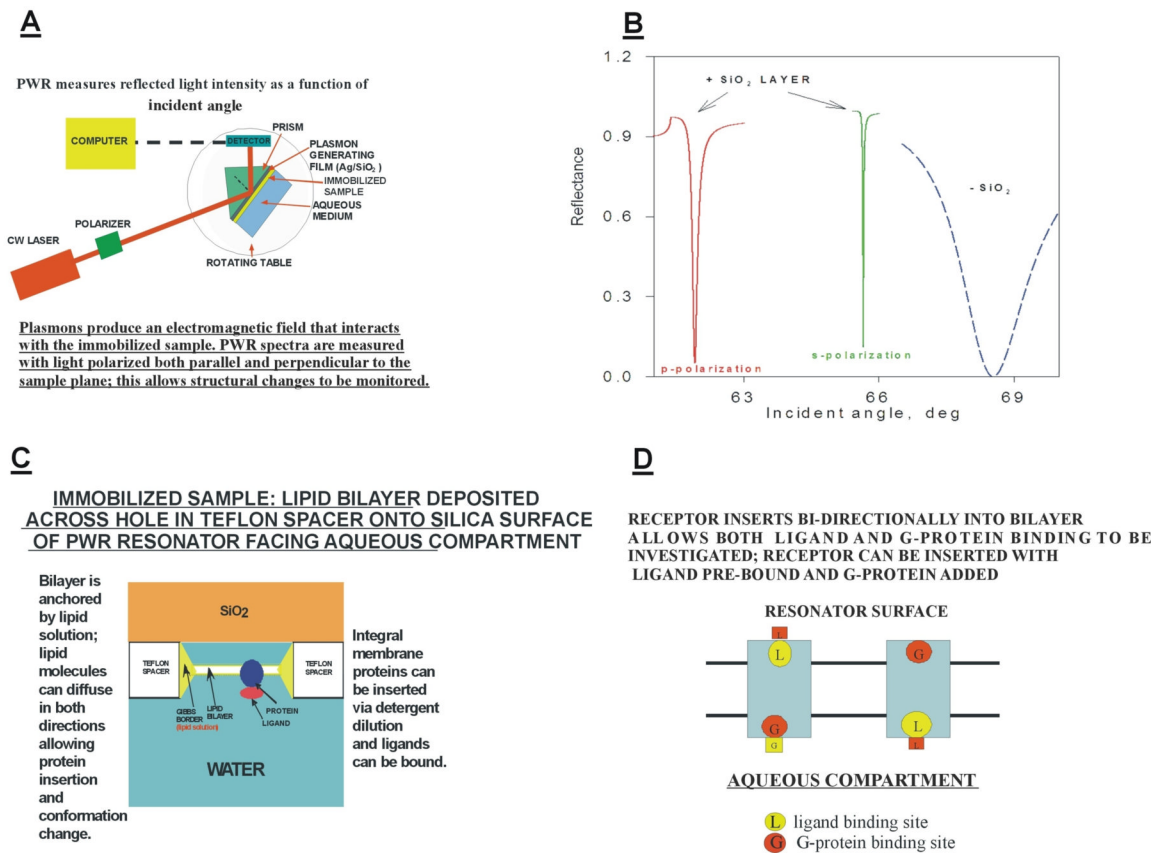 A
PWR measures reflected light intensity as a function of
incident angle
COMPUTER
DETECTOR
PRISM
PLASMON
GENERATING
FILM (Ag/SiO2 )
IMMOBILIZED
SAMPLE
AQUEOUS
MEDIUM
POLARIZER
CW LASER
ROTATING TABLE
Plasmons produce an electromagnetic field that interacts
with the immobilized sample. PWR spectra are measured
with light polarized both parallel and perpendicular to the
sample plane; this allows structural changes to be monitored.
B
1.2
0.9
0.6
0.3
0.0
Reflectance
+ SiO2 LAYER
- SiO2
s-polarization
p-polarization
63
66
69
Incident angle, deg
C
IMMOBILIZED SAMPLE: LIPID BILAYER DEPOSITED
ACROSS HOLE IN TEFLON SPACER ONTO SILICA SURFACE
OF PWR RESONATOR FACING AQUEOUS COMPARTMENT
Bilayer is
anchored
by lipid
solution;
lipid
molecules
can diffuse
in both
directions
allowing
protein
insertion
and
conformation
change.
SiO2
TEFLON
SPACER
TEFLON
SPACER
GIBBS
BORDER
(lipid solution)
LIPID
BILAYER
PROTEIN
LIGAND
WATER
Integral
membrane
proteins can
be inserted
via detergent
dilution
and ligands
can be bound.
D
RECEPTOR INSERTS BI-DIRECTIONALLY INTO BILAYER
ALLOWS BOTH LIGAND AND G-PROTEIN BINDING TO BE
INVESTIGATED; RECEPTOR CAN BE INSERTED WITH
LIGAND PRE-BOUND AND G-PROTEIN ADDED
RESONATOR SURFACE
L
L
G
G
G
L
L
AQUEOUS COMPARTMENT
L ligand binding site
G G-protein binding site